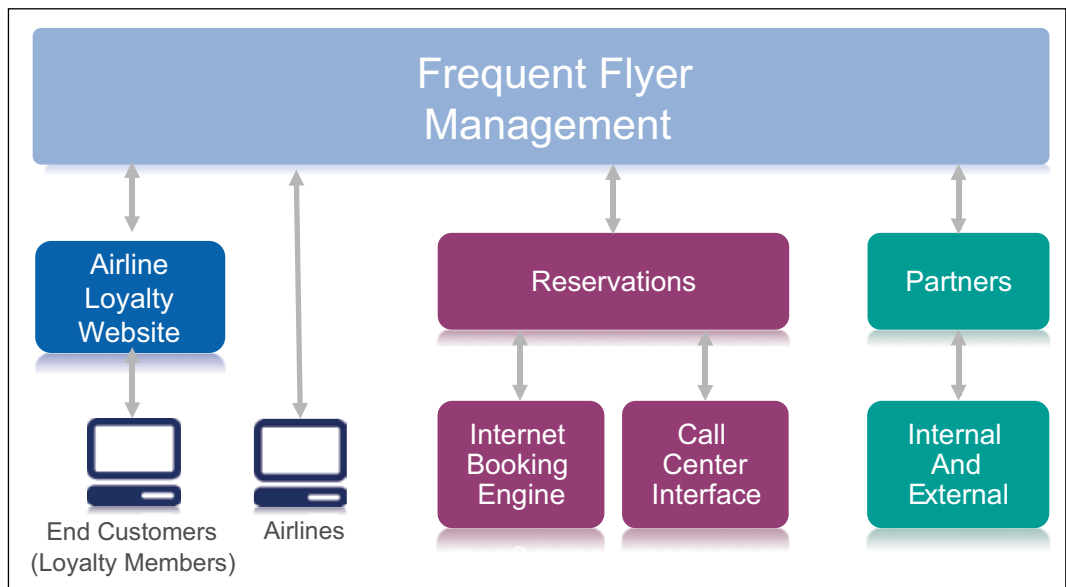 Frequent Flyer
Management
Airline
Loyalty
Website
Reservations
Partners
Internet
Booking
Engine
Call
Center
Interface
Internal
And
External
End Customers
(Loyalty Members)
Airlines